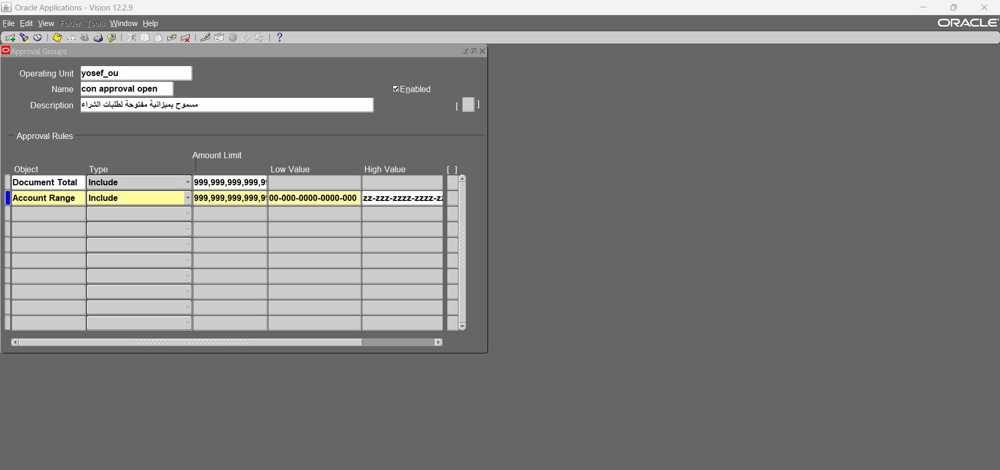 Oracle Applications - Vision 12.2.9
File Edit View Folder Tools Window Help
ORACLE
Approval Groups
Operating Unit yosef_ou
Name con approval open
Enabled
Description مسموح بميزانية مفتوحة لطلبات الشراء
[ ]
Approval Rules
Amount Limit
Object Type Low Value High Value [ ]
Document Total Include 999,999,999,999,9
Account Range Include 999,999,999,999,9 00-000-0000-0000-000 zz-zzz-zzzz-zzzz-z